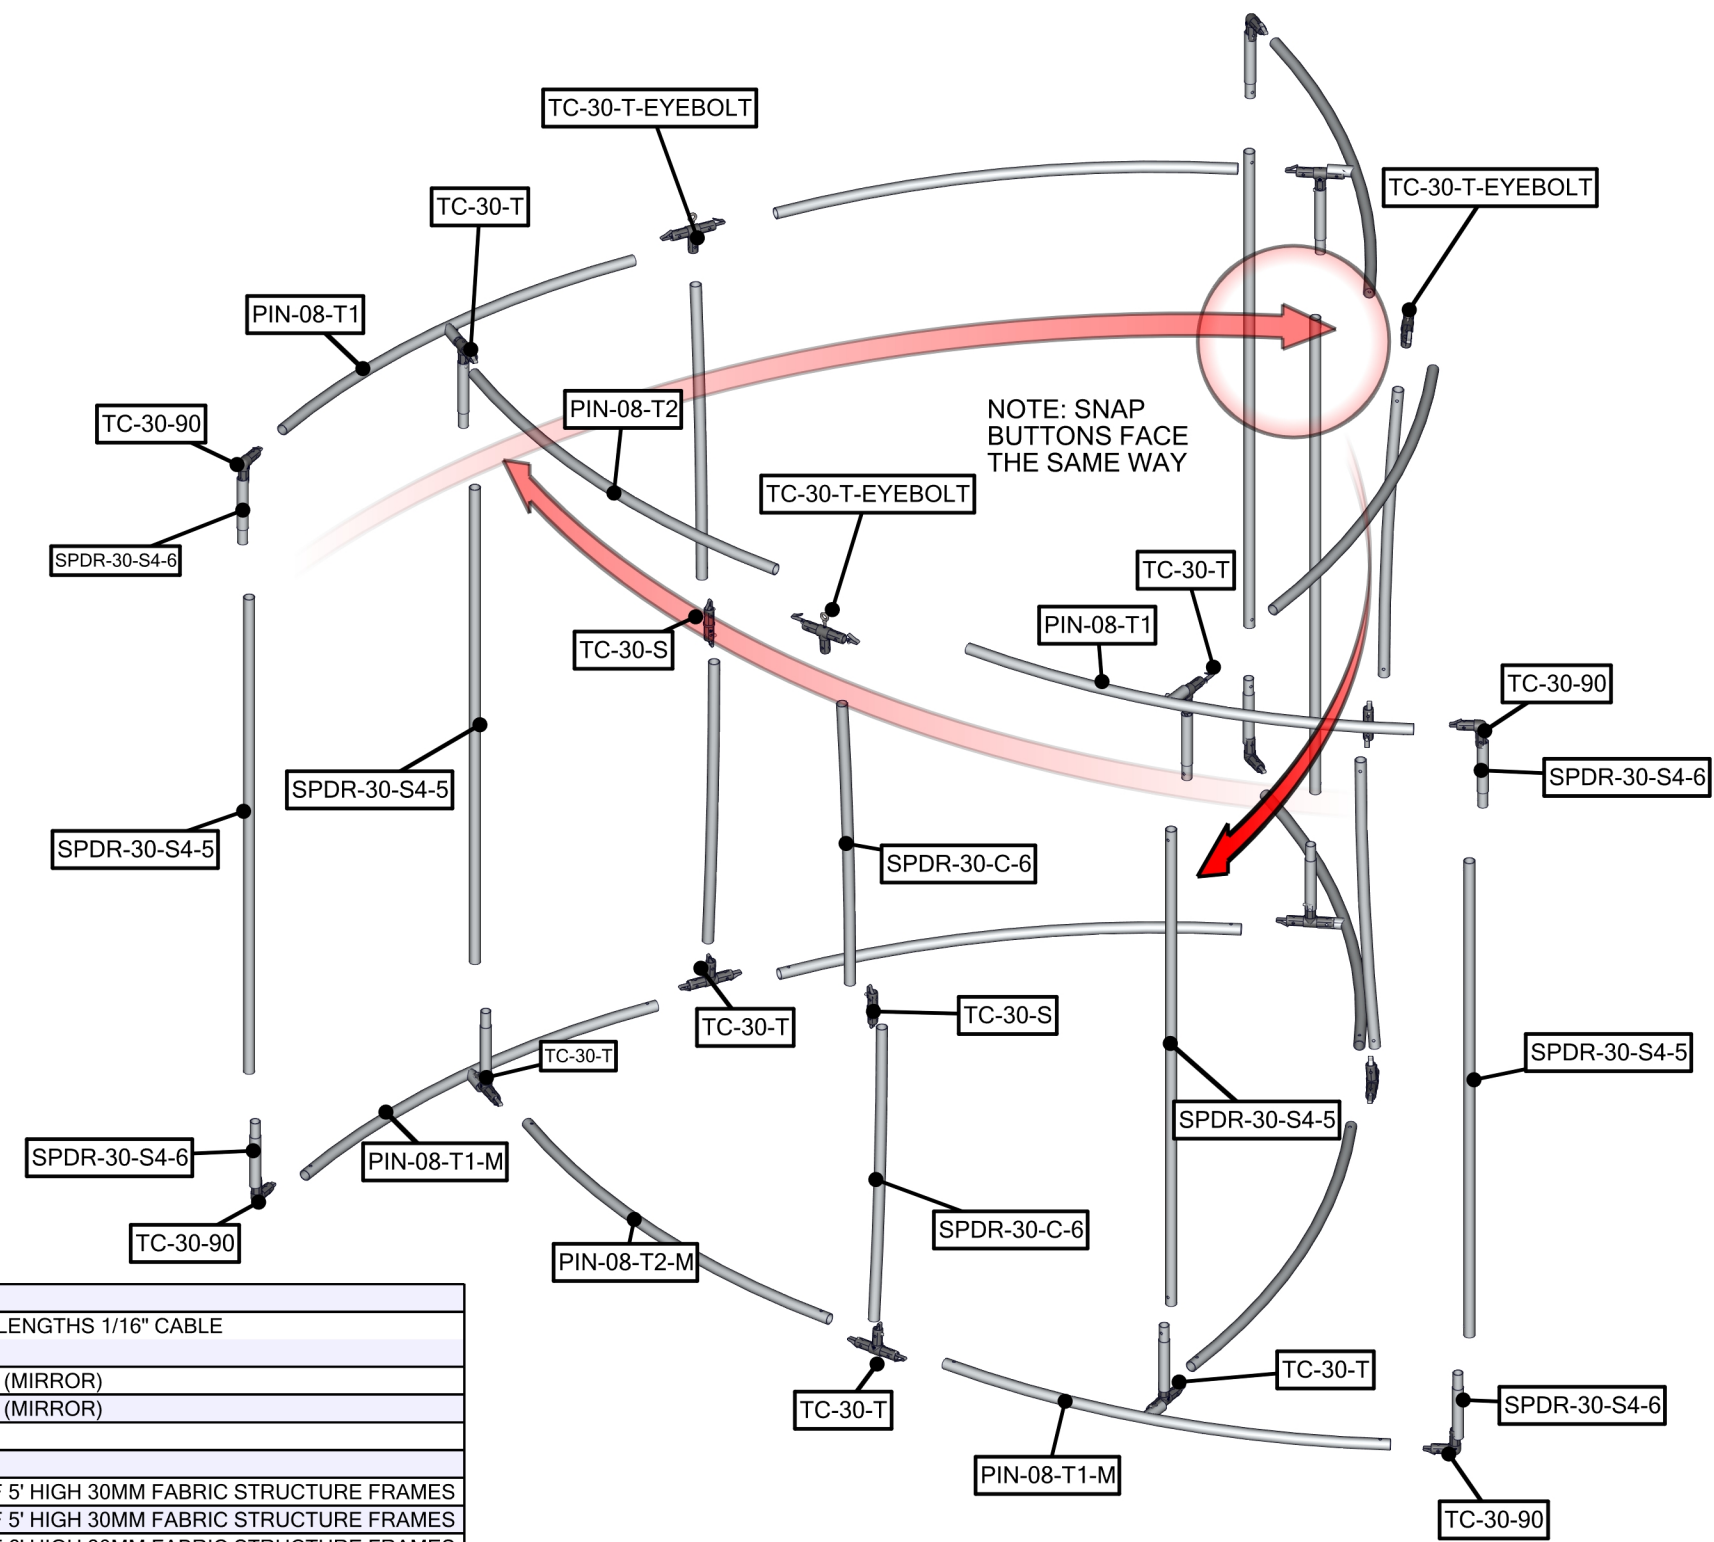 TC-30-T-EYEBOLT
TC-30-T-EYEBOLT
TC-30-T
PIN-08-T1
PIN-08-T2
TC-30-90
NOTE: SNAP
BUTTONS FACE
THE SAME WAY
TC-30-T-EYEBOLT
SPDR-30-S4-6
TC-30-T
PIN-08-T1
TC-30-S
TC-30-90
SPDR-30-S4-6
SPDR-30-S4-5
SPDR-30-S4-5
SPDR-30-C-6
TC-30-T
TC-30-S
TC-30-T
SPDR-30-S4-5
SPDR-30-S4-5
SPDR-30-S4-6
PIN-08-T1-M
SPDR-30-C-6
TC-30-90
PIN-08-T2-M
LENGTHS 1/16" CABLE
(MIRROR)
(MIRROR)
TC-30-T
TC-30-T
SPDR-30-S4-6
PIN-08-T1-M
5' HIGH 30MM FABRIC STRUCTURE FRAMES
5' HIGH 30MM FABRIC STRUCTURE FRAMES
TC-30-90